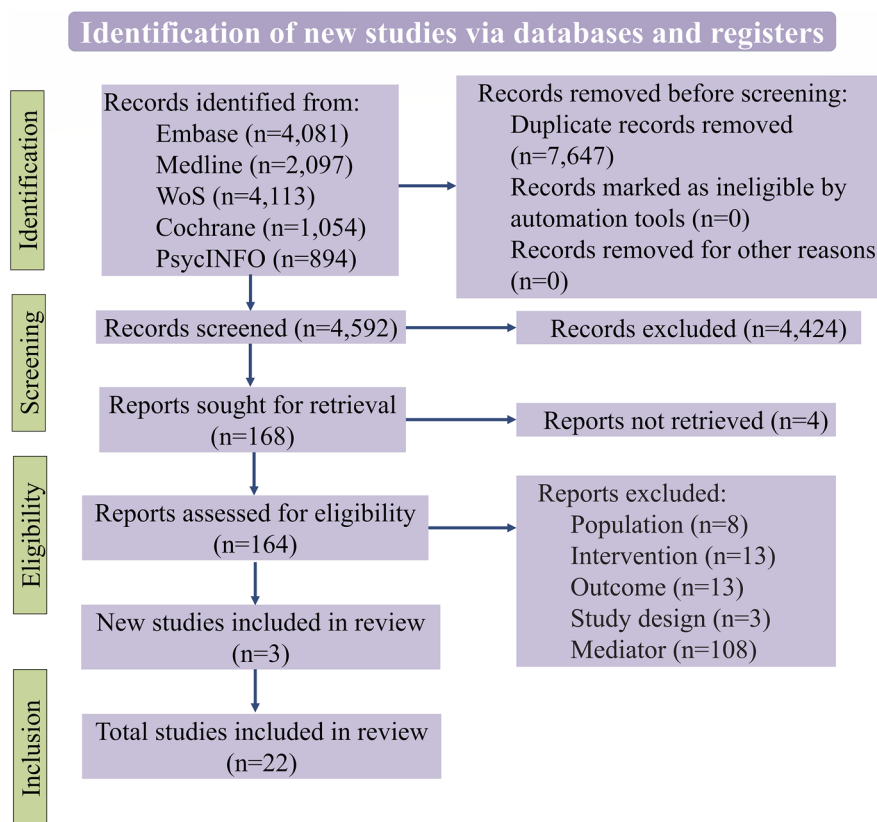 Identification of new studies via databases and registers
Identification
Records identified from:
Embase (n=4,081)
Medline (n=2,097)
WoS (n=4,113)
Cochrane (n=1,054)
PsycINFO (n=894)
Records removed before screening:
Duplicate records removed
(n=7,647)
Records marked as ineligible by
automation tools (n=0)
Records removed for other reasons
(n=0)
Screening
Records screened (n=4,592)
Records excluded (n=4,424)
Reports sought for retrieval
(n=168)
Reports not retrieved (n=4)
Eligibility
Reports assessed for eligibility
(n=164)
Reports excluded:
Population (n=8)
Intervention (n=13)
Outcome (n=13)
Study design (n=3)
Mediator (n=108)
New studies included in review
(n=3)
Inclusion
Total studies included in review
(n=22)